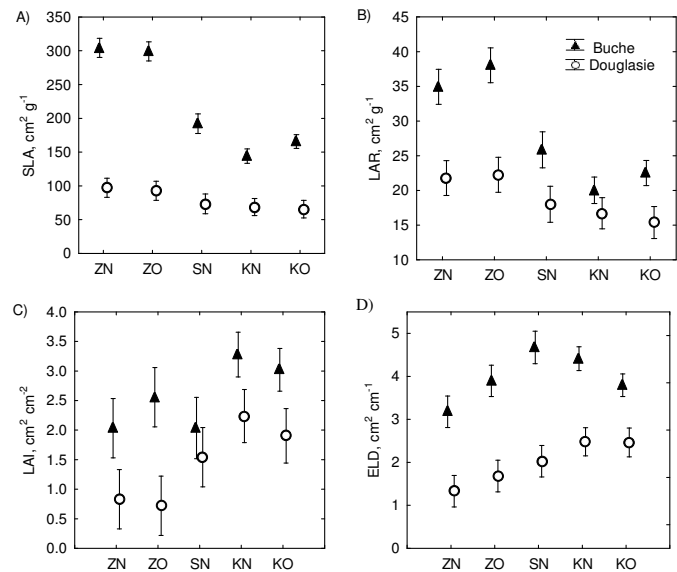 A)
350
300
250
200
150
100
50
0
SLA, cm² g⁻¹
ZN ZO SN KN KO
B)
45
40
35
30
25
20
15
10
LAR, cm² g⁻¹
Buche
Douglasie
ZN ZO SN KN KO
C)
4.0
3.5
3.0
2.5
2.0
1.5
1.0
0.5
0.0
LAI, cm² cm⁻²
ZN ZO SN KN KO
D)
5
4
3
2
1
0
ELD, cm² cm⁻¹
ZN ZO SN KN KO